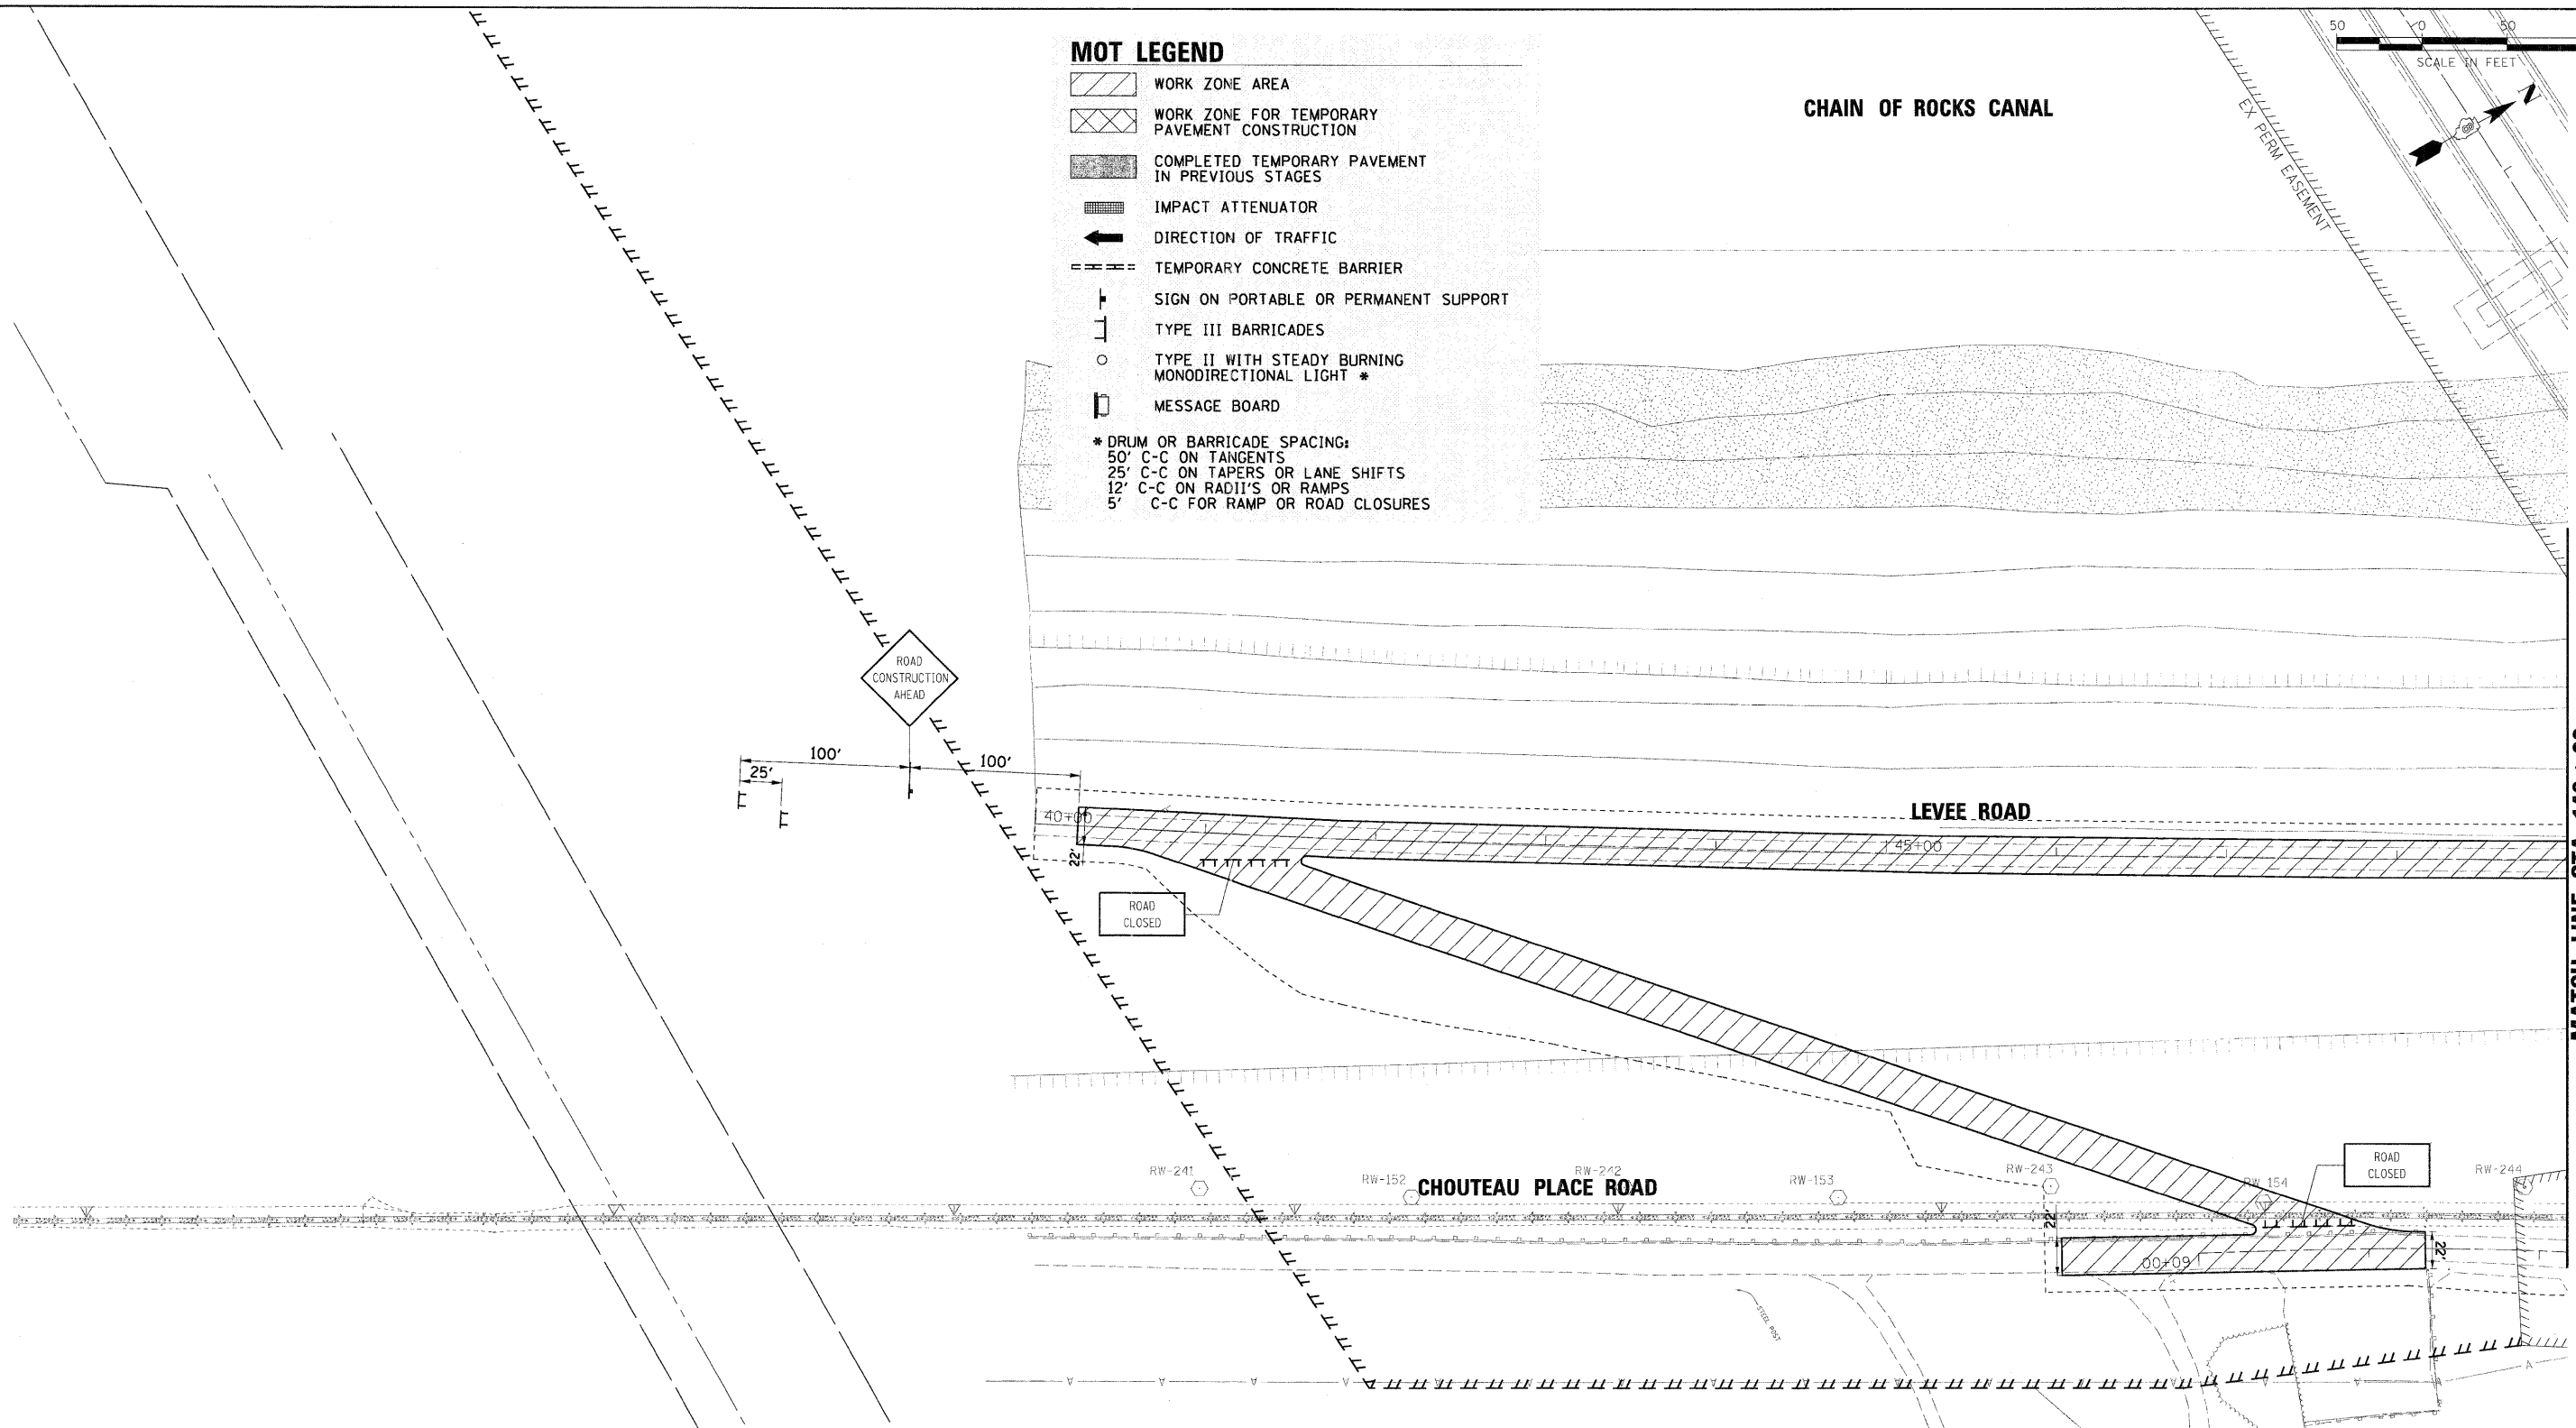 MOT LEGEND
WORK ZONE AREA
WORK ZONE FOR TEMPORARY
PAVEMENT CONSTRUCTION
COMPLETED TEMPORARY PAVEMENT
IN PREVIOUS STAGES
IMPACT ATTENUATOR
DIRECTION OF TRAFFIC
TEMPORARY CONCRETE BARRIER
SIGN ON PORTABLE OR PERMANENT SUPPORT
TYPE III BARRICADES
TYPE II WITH STEADY BURNING
MONODIRECTIONAL LIGHT *
MESSAGE BOARD
* DRUM OR BARRICADE SPACING:
50' C-C ON TANGENTS
25' C-C ON TAPERS OR LANE SHIFTS
12' C-C ON RADII'S OR RAMPS
5' C-C FOR RAMP OR ROAD CLOSURES
CHAIN OF ROCKS CANAL
50 0 50
SCALE IN FEET
N
EX PERM EASEMENT
ROAD
CONSTRUCTION
AHEAD
100'
100'
25'
40+00
22'
LEVEE ROAD
45+00
ROAD
CLOSED
ROAD
CLOSED
RW-241
RW-152
RW-242
RW-153
RW-243
RW 154
RW-244
CHOUTEAU PLACE ROAD
22'
22'
60+00
STEEL POST